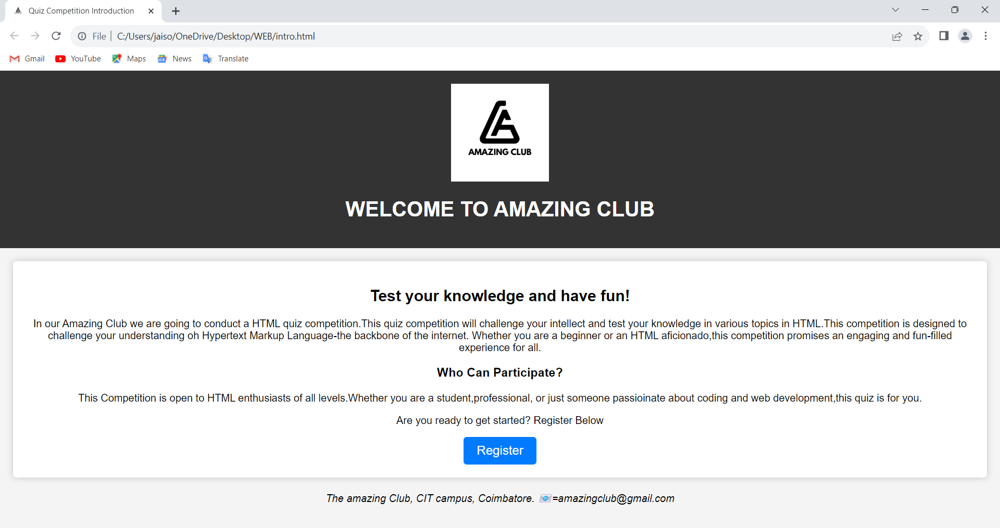 Quiz Competition Introduction
File | C:/Users/jaiso/OneDrive/Desktop/WEB/intro.html
Gmail YouTube Maps News Translate
AMAZING CLUB
WELCOME TO AMAZING CLUB
Test your knowledge and have fun!
In our Amazing Club we are going to conduct a HTML quiz competition.This quiz competition will challenge your intellect and test your knowledge in various topics in HTML.This competition is designed to
challenge your understanding oh Hypertext Markup Language-the backbone of the internet. Whether you are a beginner or an HTML aficionado,this competition promises an engaging and fun-filled
experience for all.
Who Can Participate?
This Competition is open to HTML enthusiasts of all levels.Whether you are a student,professional, or just someone passioinate about coding and web development,this quiz is for you.
Are you ready to get started? Register Below
Register
The amazing Club, CIT campus, Coimbatore. 📧=amazingclub@gmail.com